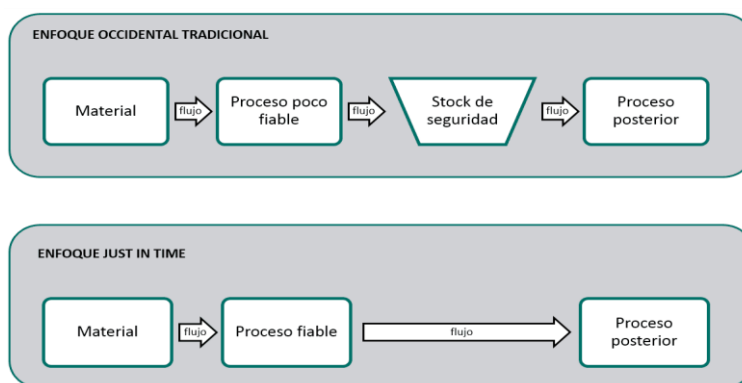 ENFOQUE OCCIDENTAL TRADICIONAL
Material
flujo
Proceso poco
fiable
flujo
Stock de
seguridad
flujo
Proceso
posterior
ENFOQUE JUST IN TIME
Material
flujo
Proceso fiable
flujo
Proceso
posterior